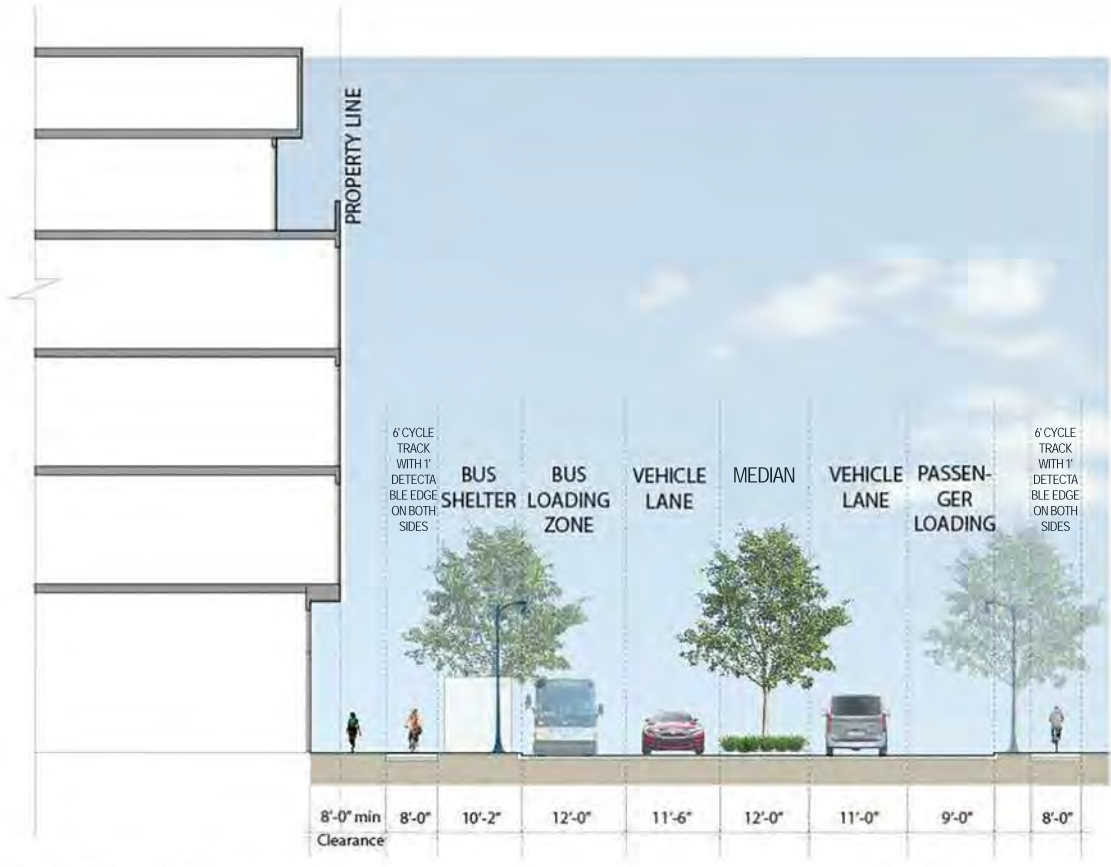 PROPERTY LINE
6' CYCLE
TRACK
WITH 1'
DETECTA
BLE EDGE
ON BOTH
SIDES
BUS
SHELTER
BUS
LOADING
ZONE
VEHICLE
LANE
MEDIAN
VEHICLE
LANE
PASSEN-
GER
LOADING
6' CYCLE
TRACK
WITH 1'
DETECTA
BLE EDGE
ON BOTH
SIDES
8'-0" min
Clearance
8'-0"
10'-2"
12'-0"
11'-6"
12'-0"
11'-0"
9'-0"
8'-0"